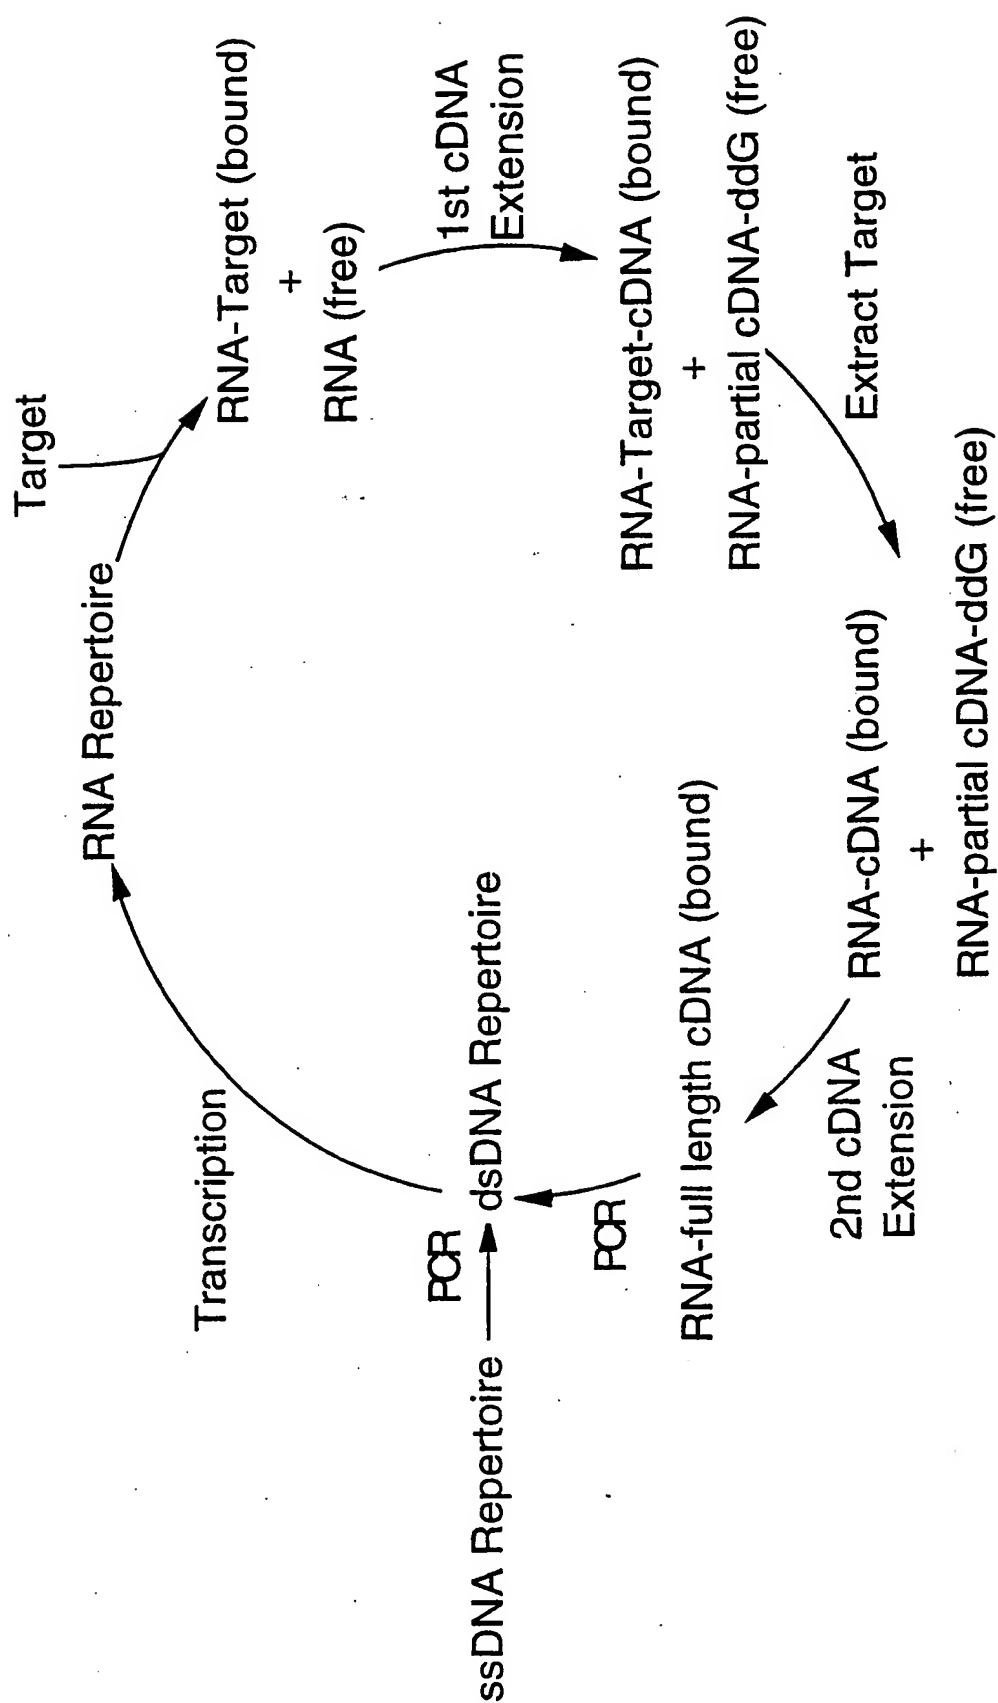 ssDNA Repertoire
PCR
dsDNA Repertoire
Transcription
RNA Repertoire
Target
RNA-Target (bound)
+
RNA (free)
1st cDNA
Extension
RNA-Target-cDNA (bound)
+
RNA-partial cDNA-ddG (free)
Extract Target
RNA-cDNA (bound)
+
RNA-partial cDNA-ddG (free)
2nd cDNA
Extension
RNA-full length cDNA (bound)
PCR